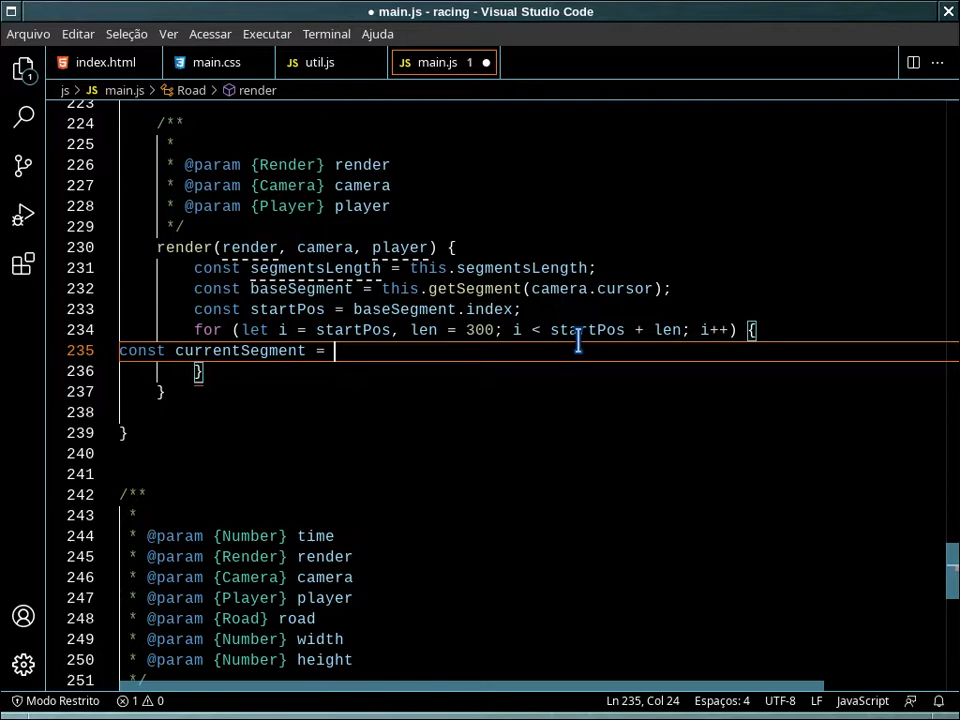 ● main.js - racing - Visual Studio Code
Arquivo Editar Seleção Ver Acessar Executar Terminal Ajuda
index.html main.css JS util.js JS main.js 1 ●
js > JS main.js > Road > render
223
224 /**
225 *
226 * @param {Render} render
227 * @param {Camera} camera
228 * @param {Player} player
229 */
230 render(render, camera, player) {
231 const segmentsLength = this.segmentsLength;
232 const baseSegment = this.getSegment(camera.cursor);
233 const startPos = baseSegment.index;
234 for (let i = startPos, len = 300; i < startPos + len; i++) {
235 const currentSegment =
236 }
237 }
238
239 }
240
241
242 /**
243 *
244 * @param {Number} time
245 * @param {Render} render
246 * @param {Camera} camera
247 * @param {Player} player
248 * @param {Road} road
249 * @param {Number} width
250 * @param {Number} height
251 */
Modo Restrito 1 0 Ln 235, Col 24 Espaços: 4 UTF-8 LF JavaScript